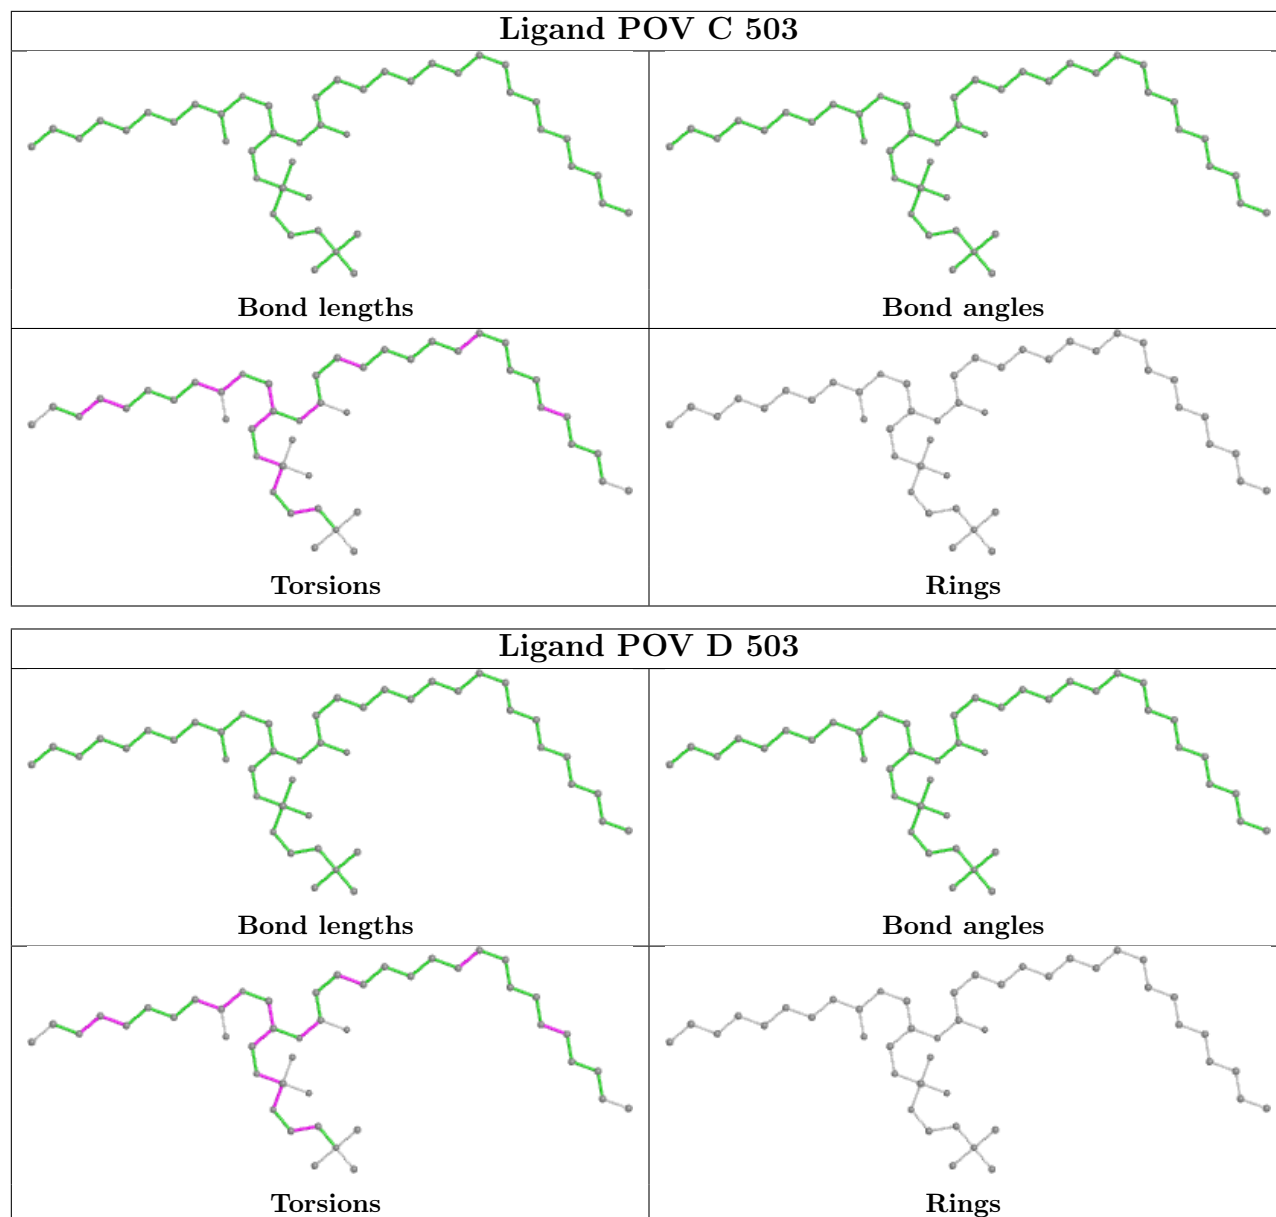 Ligand POV C 503
Bond lengths
Bond angles
Torsions
Rings
Ligand POV D 503
Bond lengths
Bond angles
Torsions
Rings